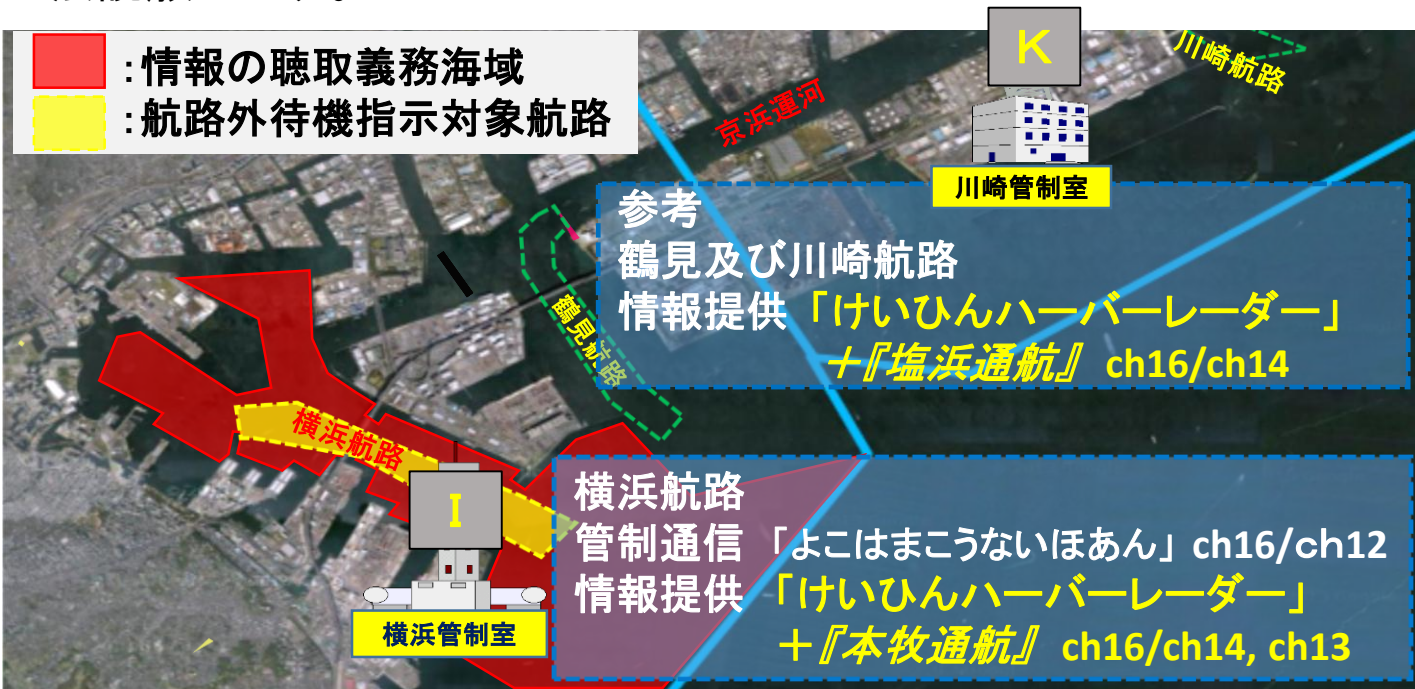 :情報の聴取義務海域
:航路外待機指示対象航路
K
川崎航路
京浜運河
川崎管制室
参考
鶴見及び川崎航路
情報提供「けいひんハーバーレーダー」
＋『塩浜通航』 ch16/ch14
鶴見航路
横浜航路
I
横浜管制室
横浜航路
管制通信 「よこはまこうないほあん」 ch16/ch12
情報提供 「けいひんハーバーレーダー」
＋『本牧通航』 ch16/ch14, ch13